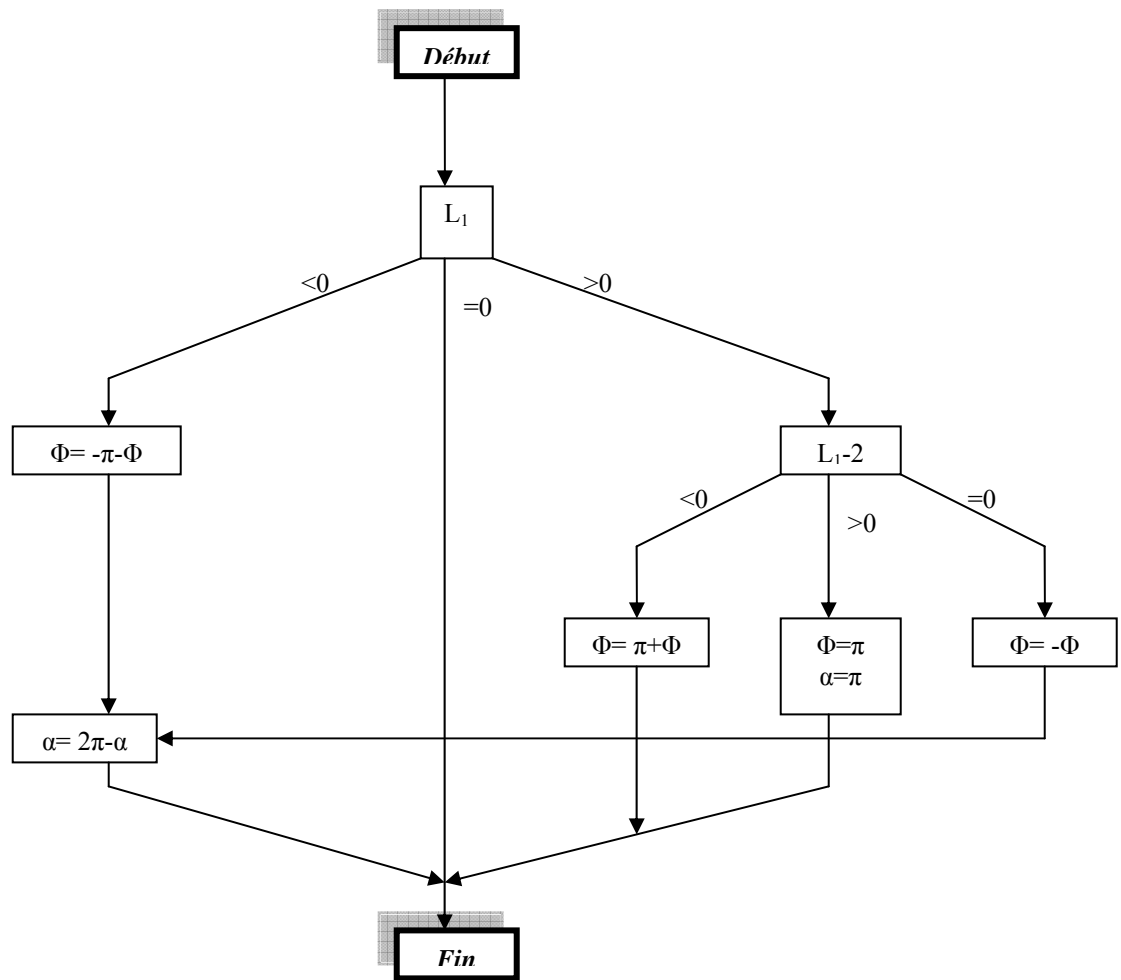 Début
L₁
<0
=0
>0
Φ= -π-Φ
L₁-2
<0
>0
=0
Φ= π+Φ
Φ=π
α=π
Φ= -Φ
α= 2π-α
Fin